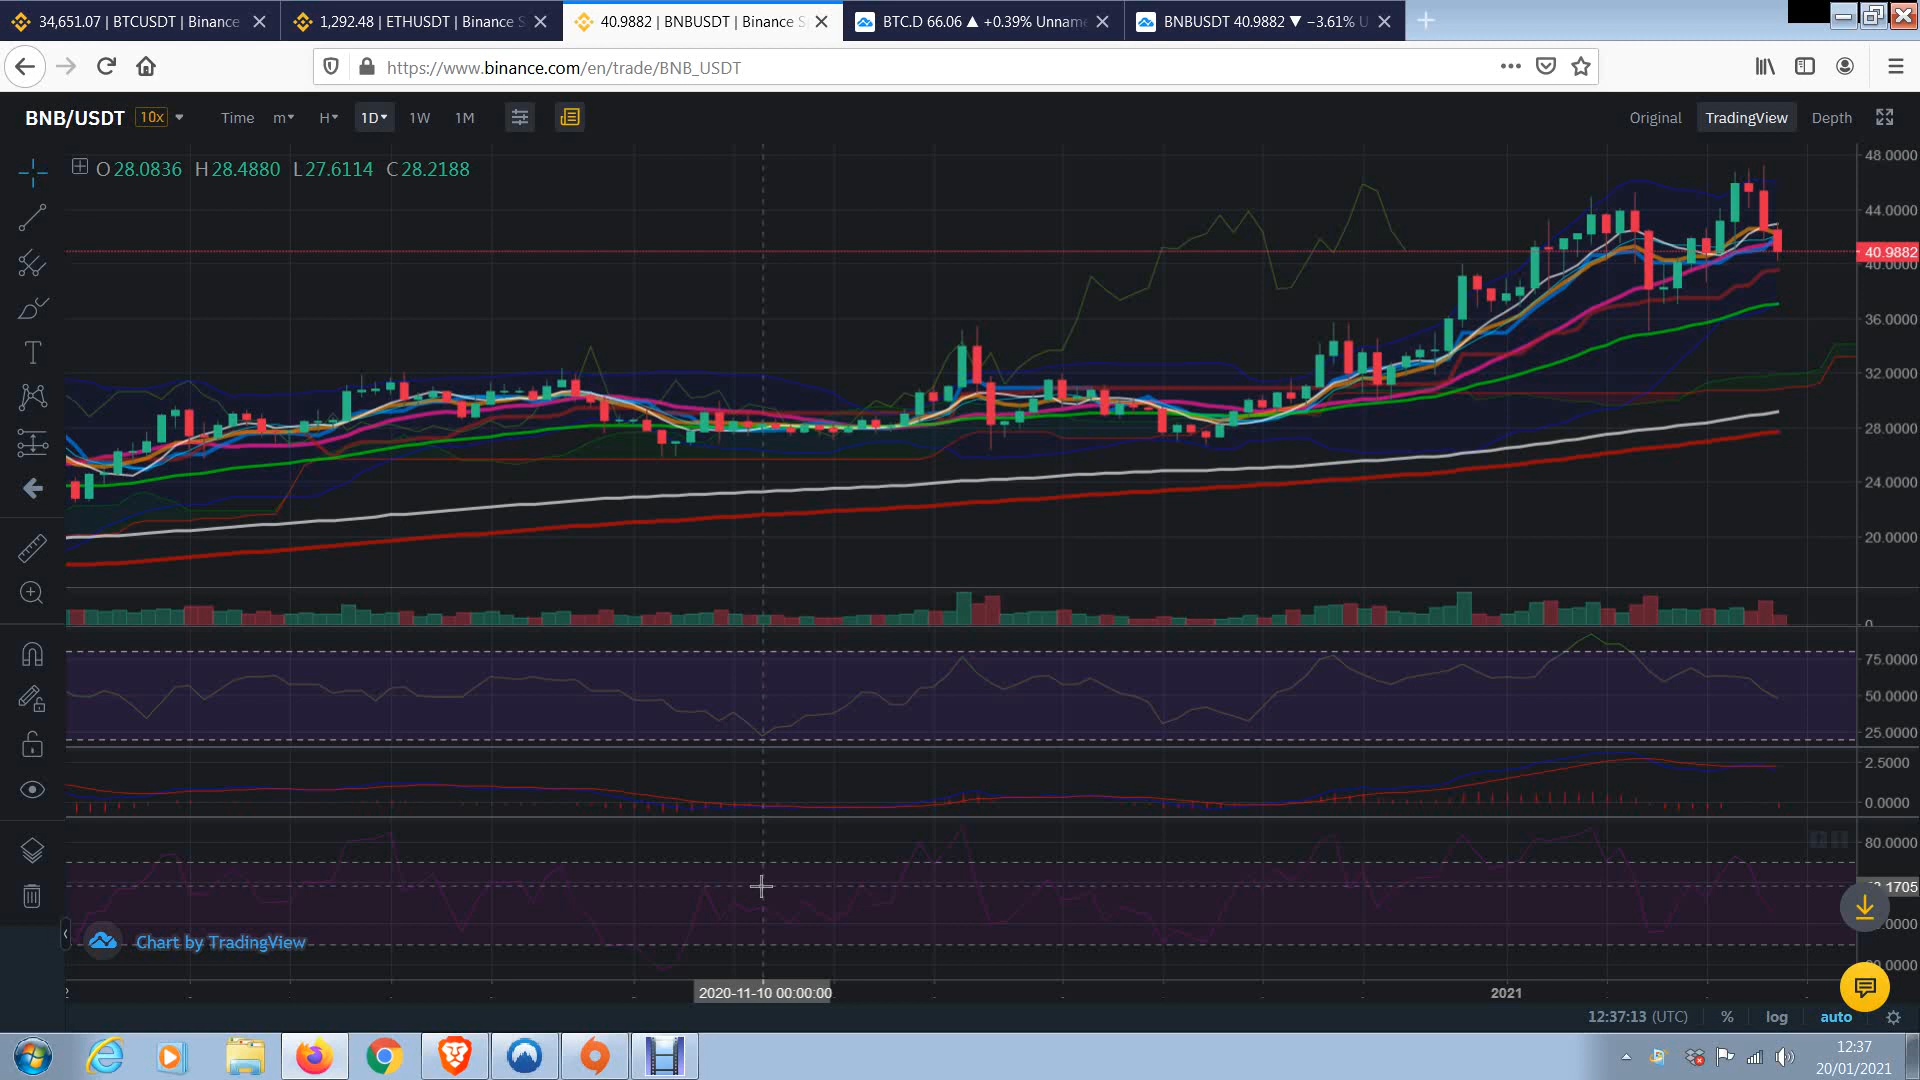 34,651.07 | BTCUSDT | Binance
1,292.48 | ETHUSDT | Binance S
40.9882 | BNBUSDT | Binance S
BTC.D 66.06 ▲ +0.39% Unnam
BNBUSDT 40.9882 ▼ −3.61% U
https://www.binance.com/en/trade/BNB_USDT
BNB/USDT 10x Time m H 1D 1W 1M Original TradingView Depth
O 28.0836 H 28.4880 L 27.6114 C 28.2188
48.0000
44.0000
40.9882
40.0000
36.0000
32.0000
28.0000
24.0000
20.0000
0
75.0000
50.0000
25.0000
2.5000
0.0000
80.0000
.1705
Chart by TradingView
2020-11-10 00:00:00
2021
12:37:13 (UTC) % log auto
12:37
20/01/2021